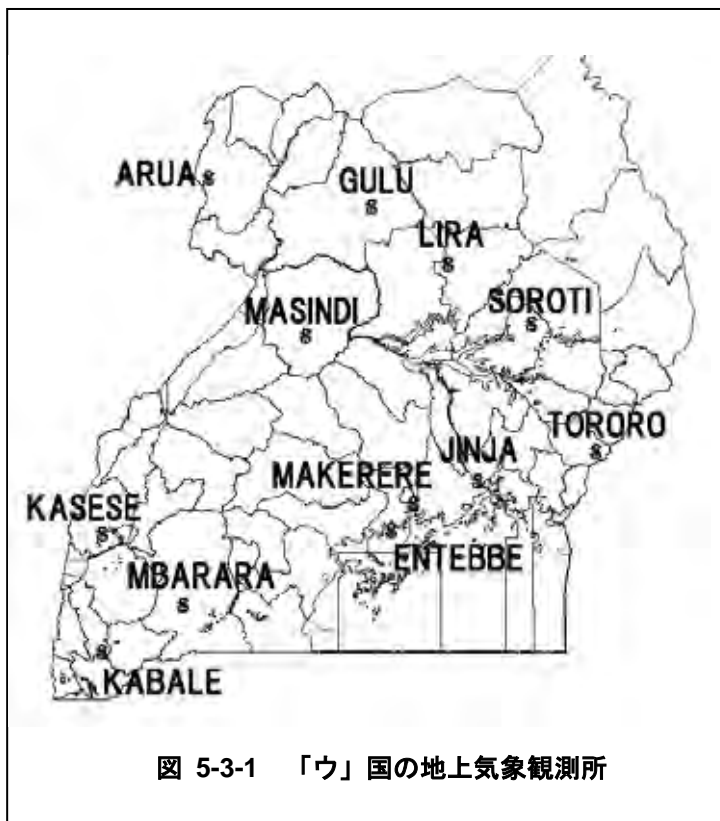 ARUA S
GULU
S
LIRA
S
MASINDI
S
SOROTI
S
TORORO
S
JINJA
S
MAKERERE
S
S
ENTEBBE
KASESE
S
MBARARA
S
S
KABALE
図 5-3-1 「ウ」国の地上気象観測所